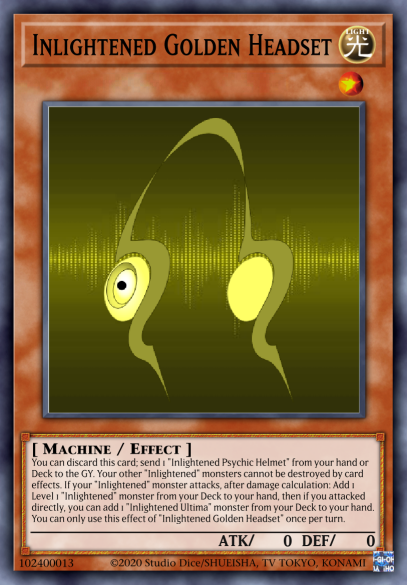 INLIGHTENED GOLDEN HEADSET
LIGHT
光
[ MACHINE / EFFECT ]
You can discard this card; send 1 "Inlightened Psychic Helmet" from your hand or
Deck to the GY. Your other "Inlightened" monsters cannot be destroyed by card
effects. If your "Inlightened" monster attacks, after damage calculation: Add 1
Level 1 "Inlightened" monster from your Deck to your hand, then if you attacked
directly, you can add 1 "Inlightened Ultima" monster from your Deck to your hand.
You can only use this effect of "Inlightened Golden Headset" once per turn.
ATK/ 0 DEF/ 0
102400013 ©2020 Studio Dice/SHUEISHA, TV TOKYO, KONAMI